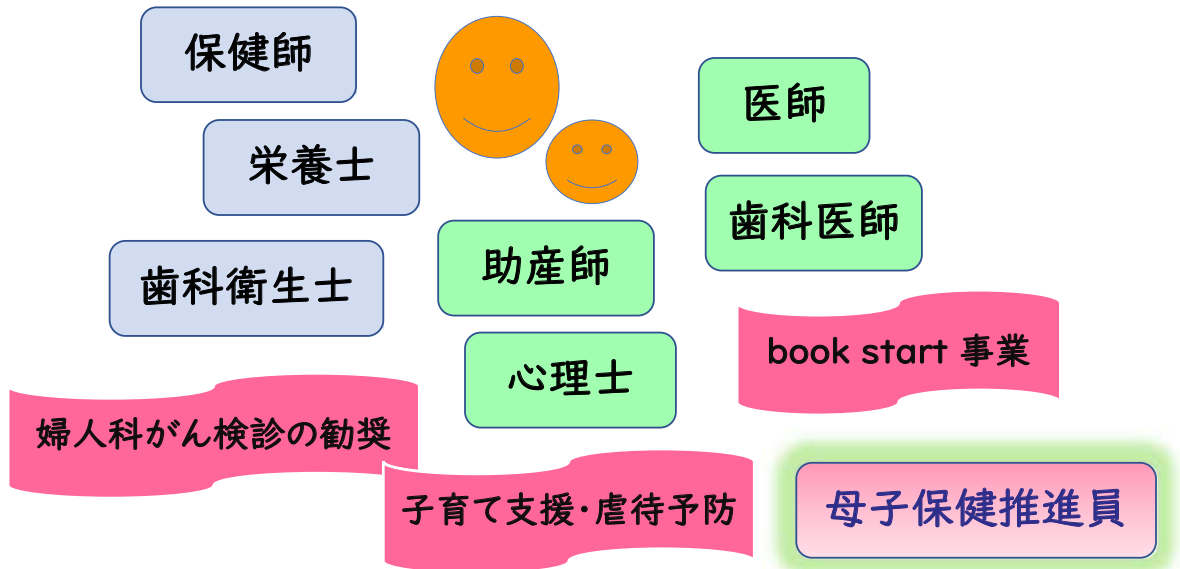 保健師
医師
栄養士
歯科医師
助産師
歯科衛生士
心理士
book start 事業
婦人科がん検診の勧奨
子育て支援・虐待予防
母子保健推進員